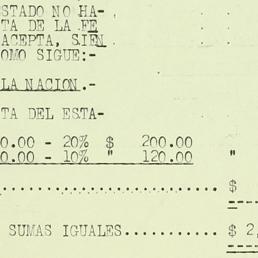 STADO NO HA-
TA DE LA FE
ACEPTA, SIEN
OMO SIGUE:-
LA NACION.-
TA DEL ESTA-
0.00 - 20% $ 200.00
0.00 - 10% " 120.00 "
................................ $
SUMAS IGUALES........... $ 2,